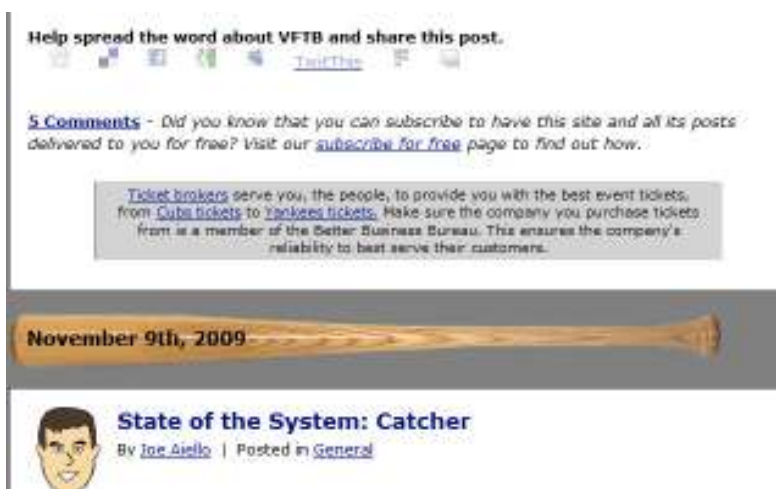 Help spread the word about VFTB and share this post.
TwitThis
5 Comments - Did you know that you can subscribe to have this site and all its posts
delivered to you for free? Visit our subscribe for free page to find out how.
Ticket brokers serve you, the people, to provide you with the best event tickets,
from Cubs tickets to Yankees tickets. Make sure the company you purchase tickets
from is a member of the Better Business Bureau. This ensures the company's
reliability to best serve their customers.
November 9th, 2009
State of the System: Catcher
By Joe Aiello | Posted in General